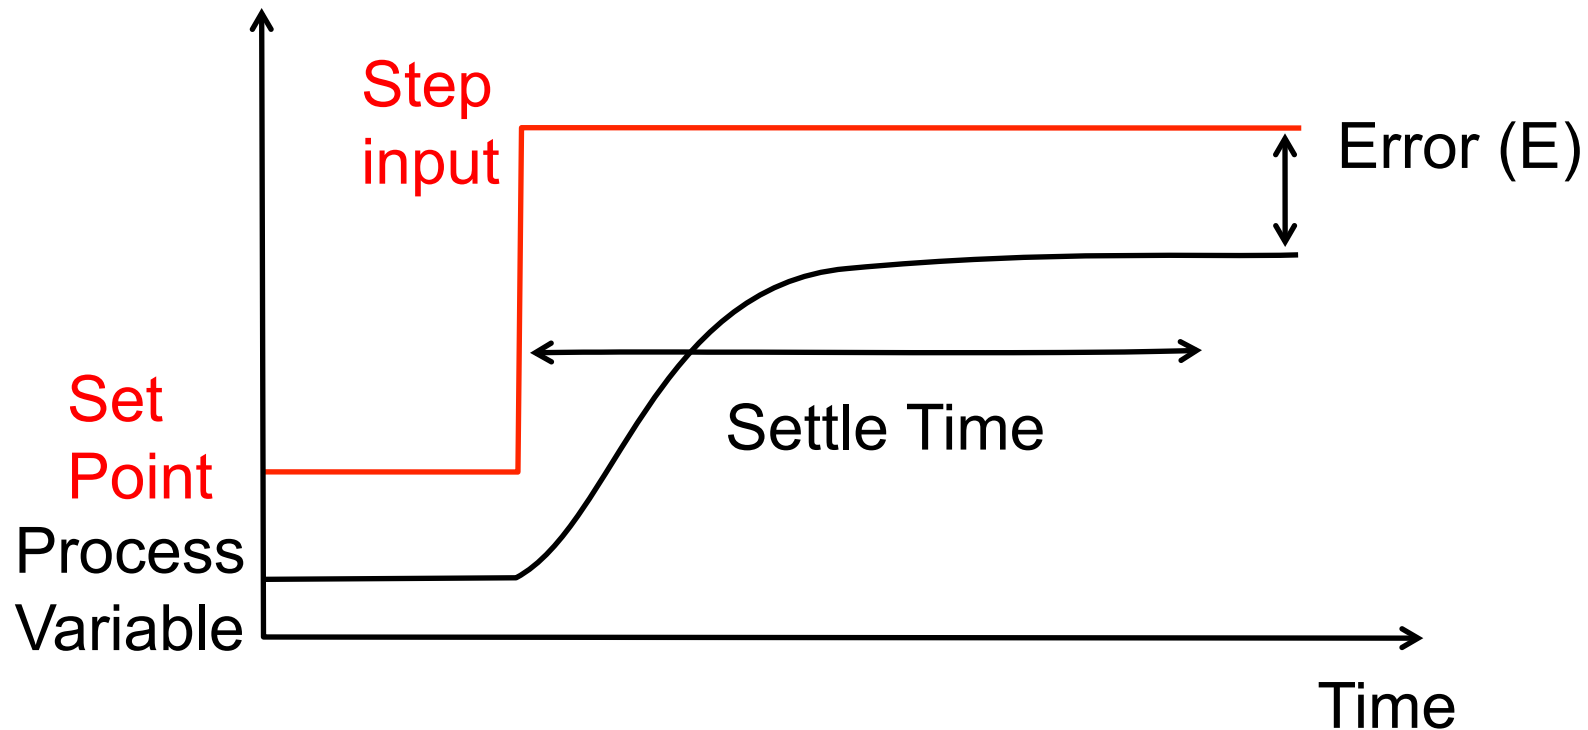 Step
input
Error (E)
Set
Point
Settle Time
Process
Variable
Time